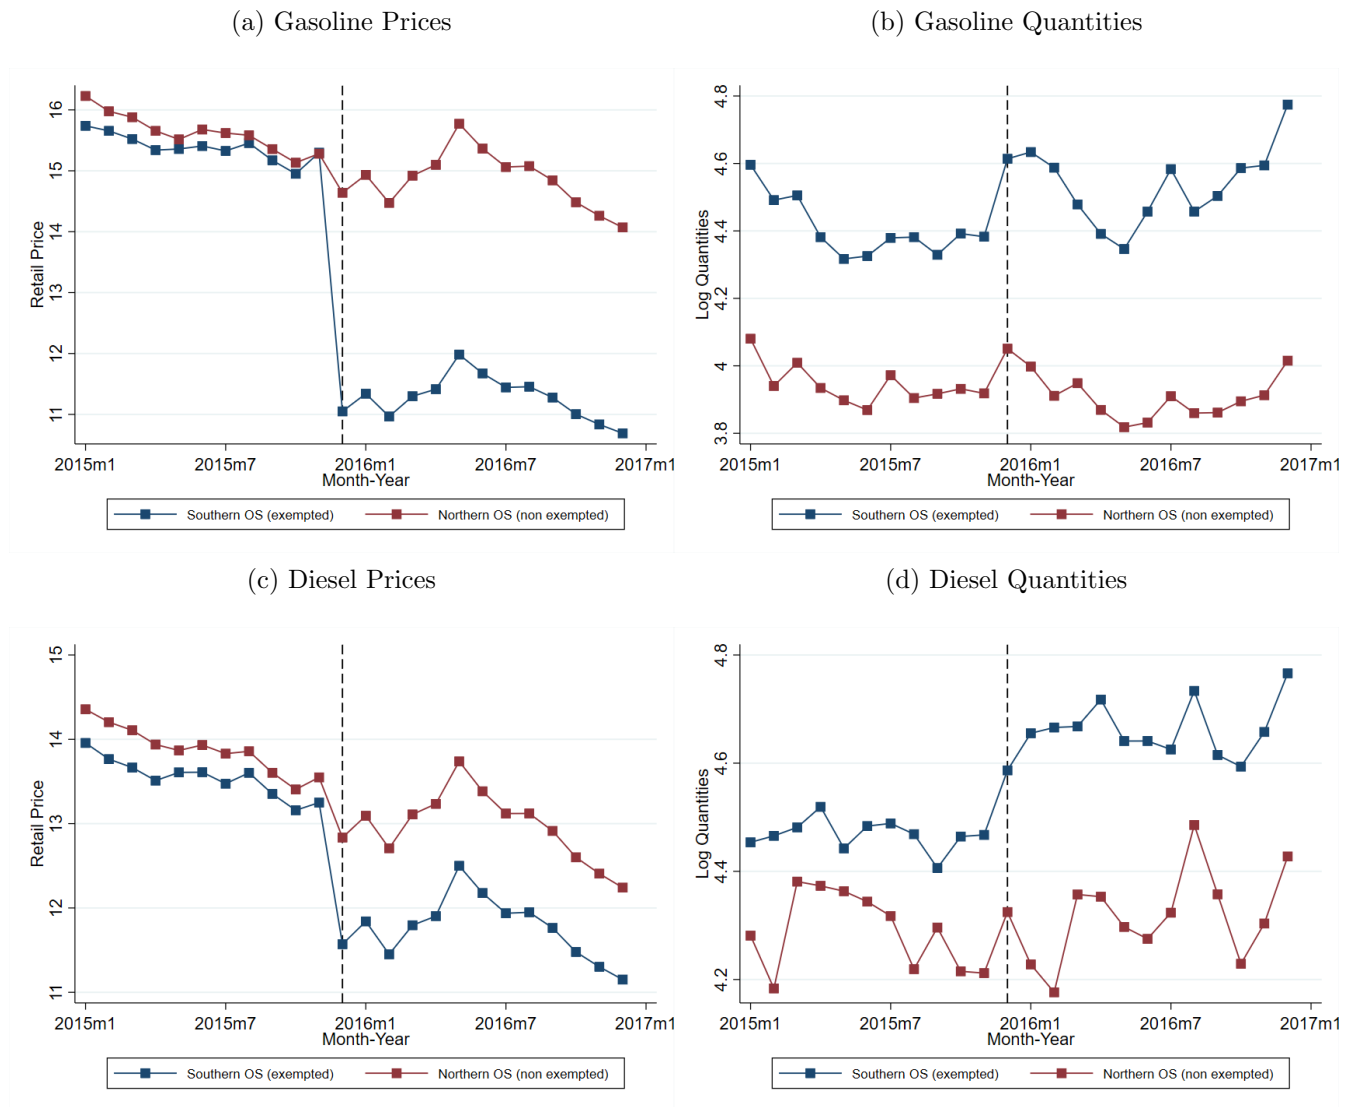 (a) Gasoline Prices
Retail Price
16
15
14
13
12
11
2015m1 2015m7 2016m1 2016m7 2017m1
Month-Year
Southern OS (exempted) Northern OS (non exempted)
(b) Gasoline Quantities
Log Quantities
4.8
4.6
4.4
4.2
4
3.8
2015m1 2015m7 2016m1 2016m7 2017m1
Month-Year
Southern OS (exempted) Northern OS (non exempted)
(c) Diesel Prices
Retail Price
15
14
13
12
11
2015m1 2015m7 2016m1 2016m7 2017m1
Month-Year
Southern OS (exempted) Northern OS (non exempted)
(d) Diesel Quantities
Log Quantities
4.8
4.6
4.4
4.2
2015m1 2015m7 2016m1 2016m7 2017m1
Month-Year
Southern OS (exempted) Northern OS (non exempted)